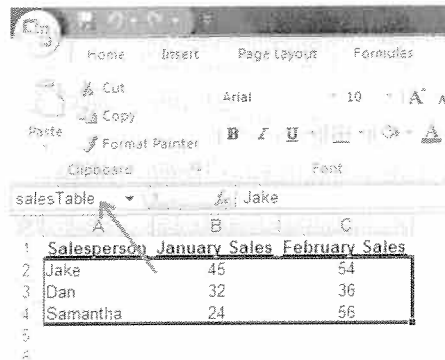 Home Insert Page Layout Formulas
Cut
Arial 10 A A
Copy
Paste
Format Painter B I U A
Clipboard Font
salesTable fx Jake
A B C
1 Salesperson January Sales February Sales
2 Jake 45 54
3 Dan 32 36
4 Samantha 24 56
5
6